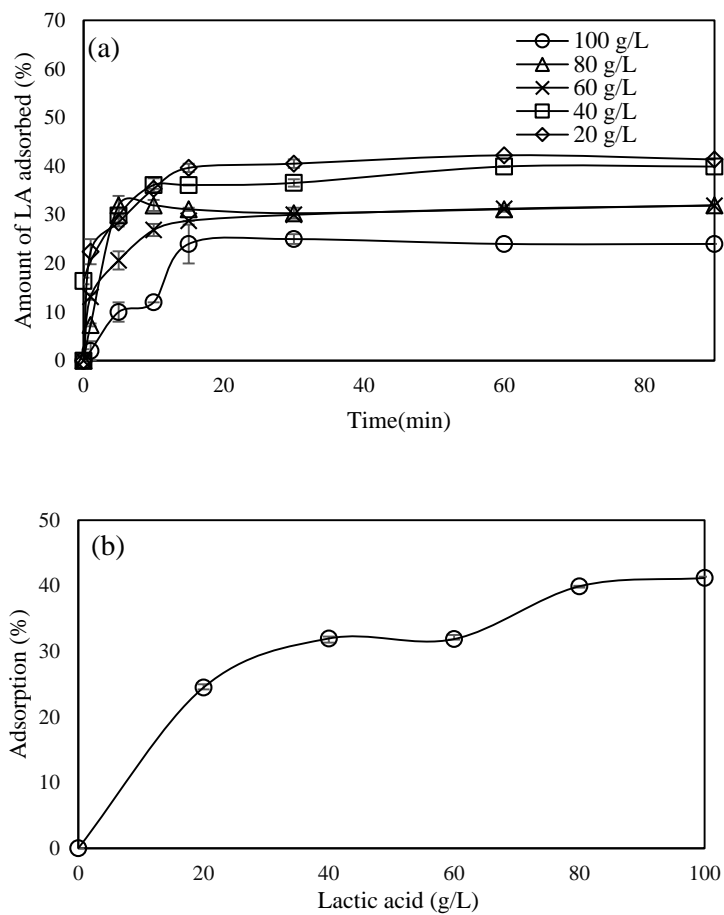 70
60
50
40
30
20
10
0
Amount of LA adsorbed (%)
(a)
100 g/L
80 g/L
60 g/L
40 g/L
20 g/L
0 20 40 60 80
Time(min)
50
40
30
20
10
0
Adsorption (%)
(b)
0 20 40 60 80 100
Lactic acid (g/L)